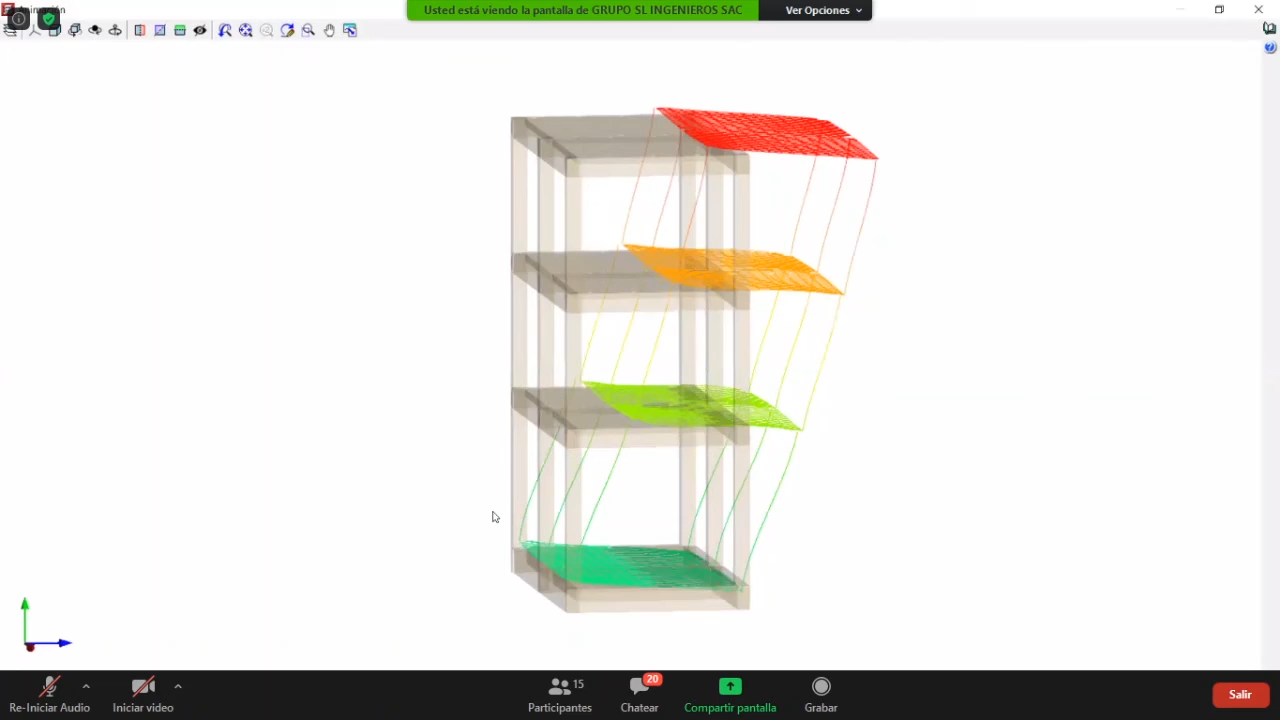 Animación
Usted está viendo la pantalla de GRUPO SL INGENIEROS SAC
Ver Opciones
Re-Iniciar Audio
Iniciar video
15
Participantes
20
Chatear
Compartir pantalla
Grabar
Salir